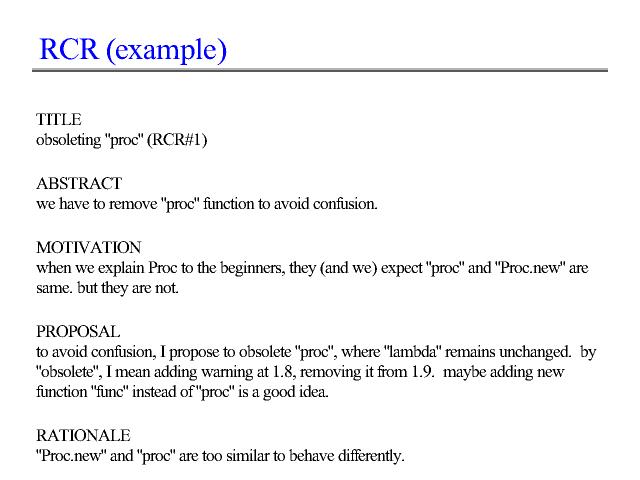 RCR (example)
TITLE
obsoleting "proc" (RCR#1)
ABSTRACT
we have to remove "proc" function to avoid confusion.
MOTIVATION
when we explain Proc to the beginners, they (and we) expect "proc" and "Proc.new" are
same. but they are not.
PROPOSAL
to avoid confusion, I propose to obsolete "proc", where "lambda" remains unchanged.  by
"obsolete", I mean adding warning at 1.8, removing it from 1.9.  maybe adding new
function "func" instead of "proc" is a good idea.
RATIONALE
"Proc.new" and "proc" are too similar to behave differently.